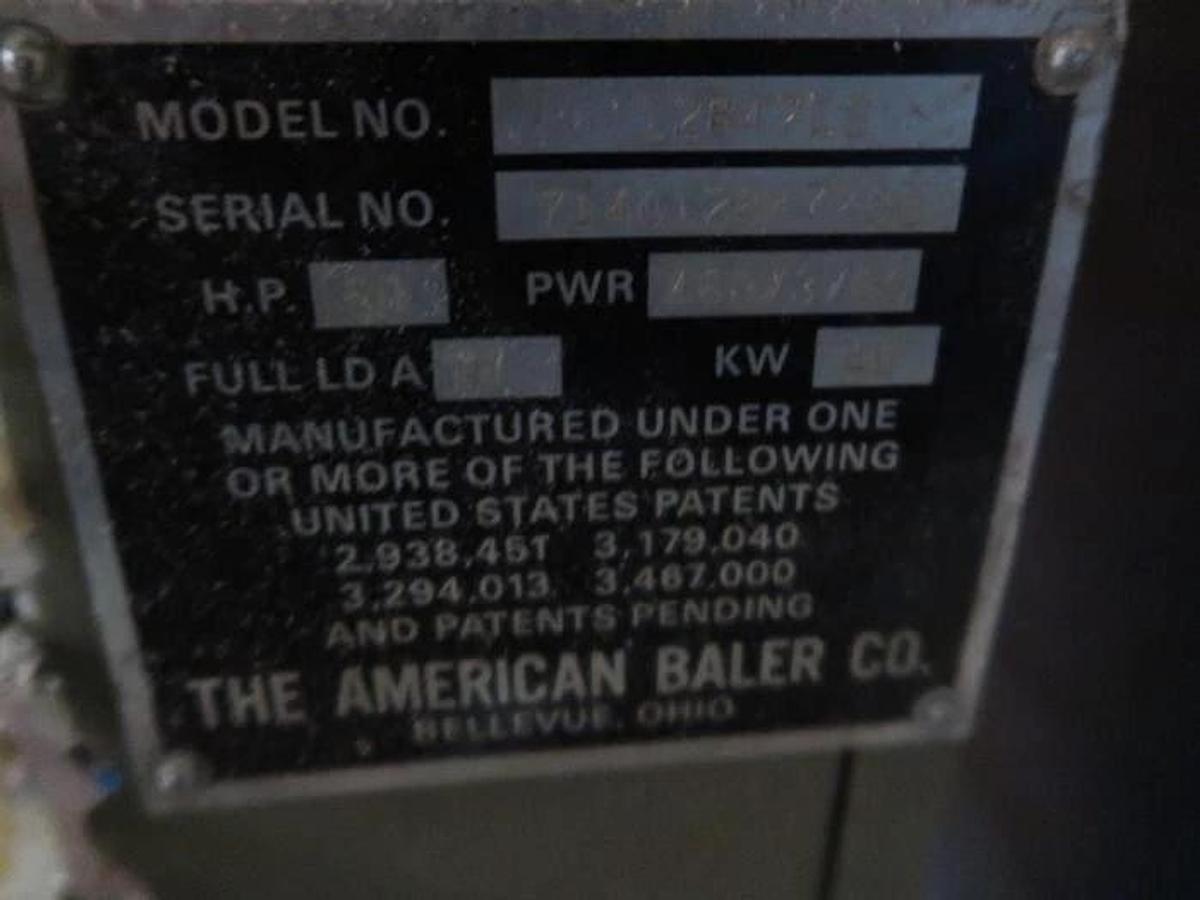 MODEL NO.
SERIAL NO.
H.P. PWR
FULL LD A KW
MANUFACTURED UNDER ONE
OR MORE OF THE FOLLOWING
UNITED STATES PATENTS
2,938,451 3,179,040
3,294,013 3,467,000
AND PATENTS PENDING
THE AMERICAN BALER CO.
BELLEVUE, OHIO